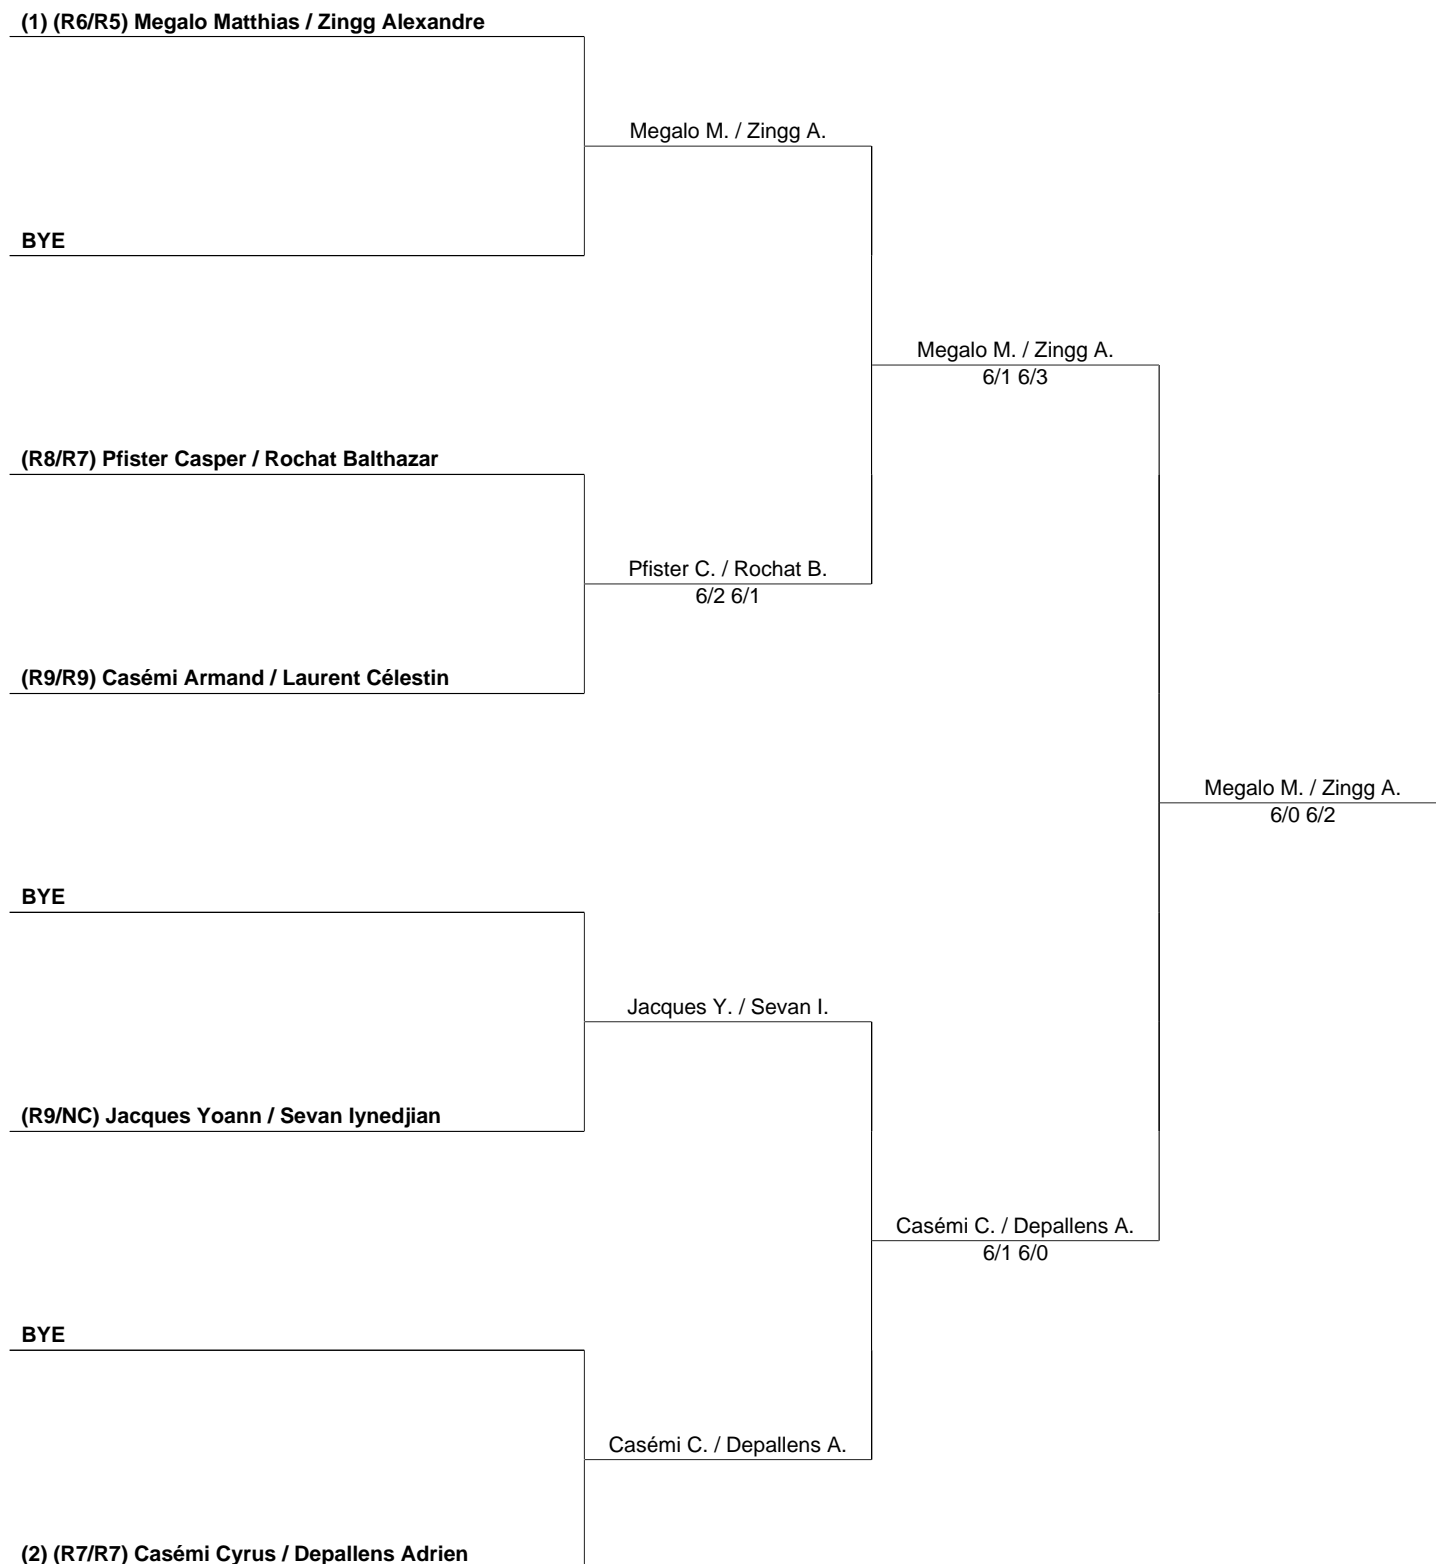 (1) (R6/R5) Megalo Matthias / Zingg Alexandre
Megalo M. / Zingg A.
BYE
Megalo M. / Zingg A.
6/1 6/3
(R8/R7) Pfister Casper / Rochat Balthazar
Pfister C. / Rochat B.
6/2 6/1
(R9/R9) Casémi Armand / Laurent Célestin
Megalo M. / Zingg A.
6/0 6/2
BYE
Jacques Y. / Sevan I.
(R9/NC) Jacques Yoann / Sevan Iynedjian
Casémi C. / Depallens A.
6/1 6/0
BYE
Casémi C. / Depallens A.
(2) (R7/R7) Casémi Cyrus / Depallens Adrien